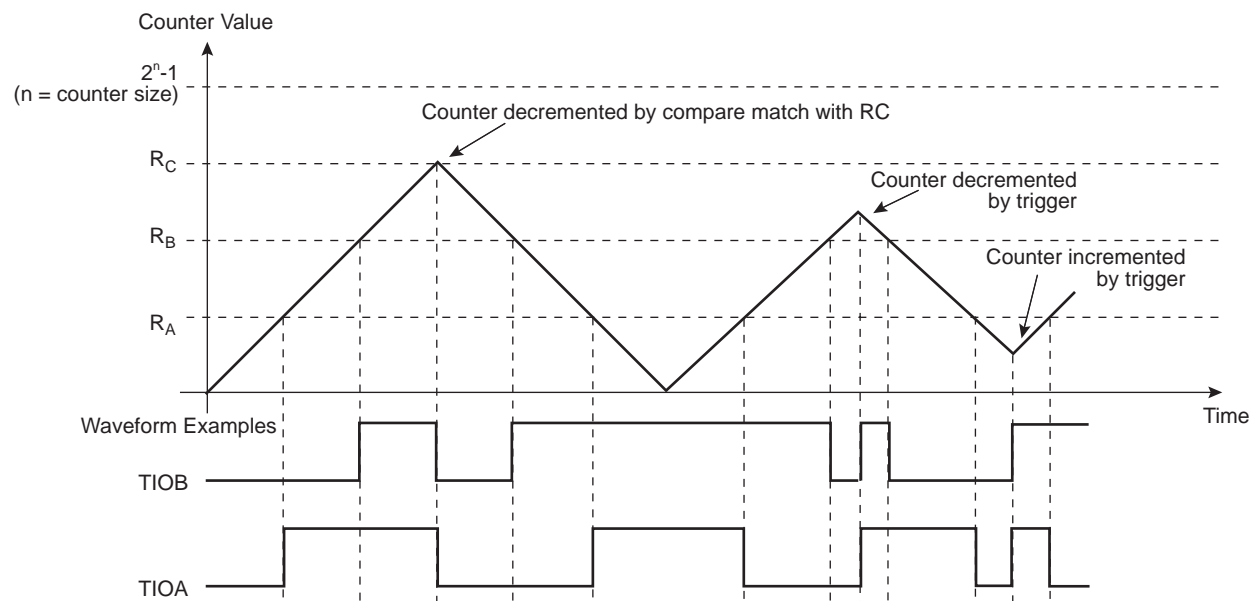 Counter Value
2ⁿ-1
(n = counter size)
Counter decremented by compare match with RC
R_C
Counter decremented
by trigger
R_B
Counter incremented
by trigger
R_A
Time
Waveform Examples
TIOB
TIOA